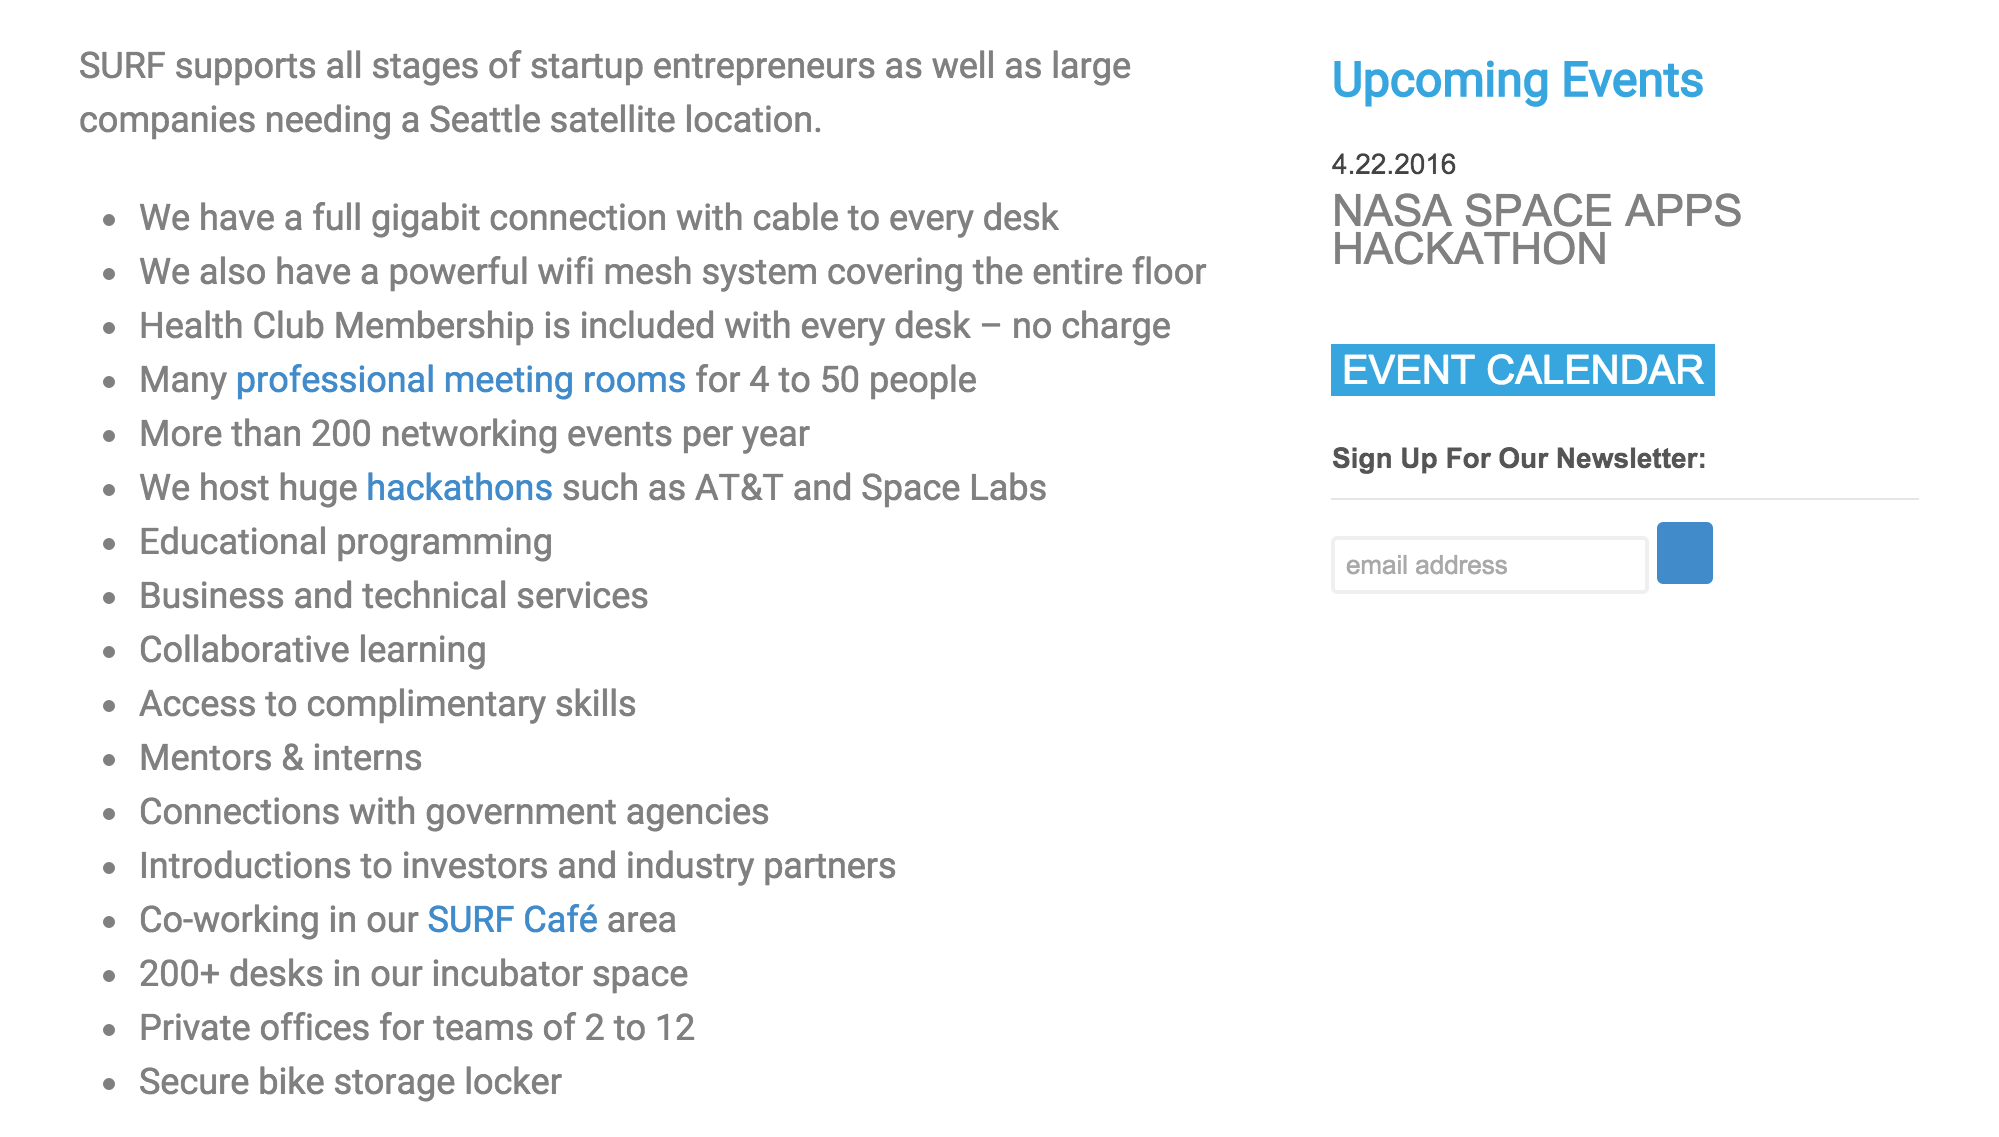 SURF supports all stages of startup entrepreneurs as well as large
companies needing a Seattle satellite location.
We have a full gigabit connection with cable to every desk
We also have a powerful wifi mesh system covering the entire floor
Health Club Membership is included with every desk – no charge
Many professional meeting rooms for 4 to 50 people
More than 200 networking events per year
We host huge hackathons such as AT&T and Space Labs
Educational programming
Business and technical services
Collaborative learning
Access to complimentary skills
Mentors & interns
Connections with government agencies
Introductions to investors and industry partners
Co-working in our SURF Café area
200+ desks in our incubator space
Private offices for teams of 2 to 12
Secure bike storage locker
Upcoming Events
4.22.2016
NASA SPACE APPS
HACKATHON
EVENT CALENDAR
Sign Up For Our Newsletter:
email address